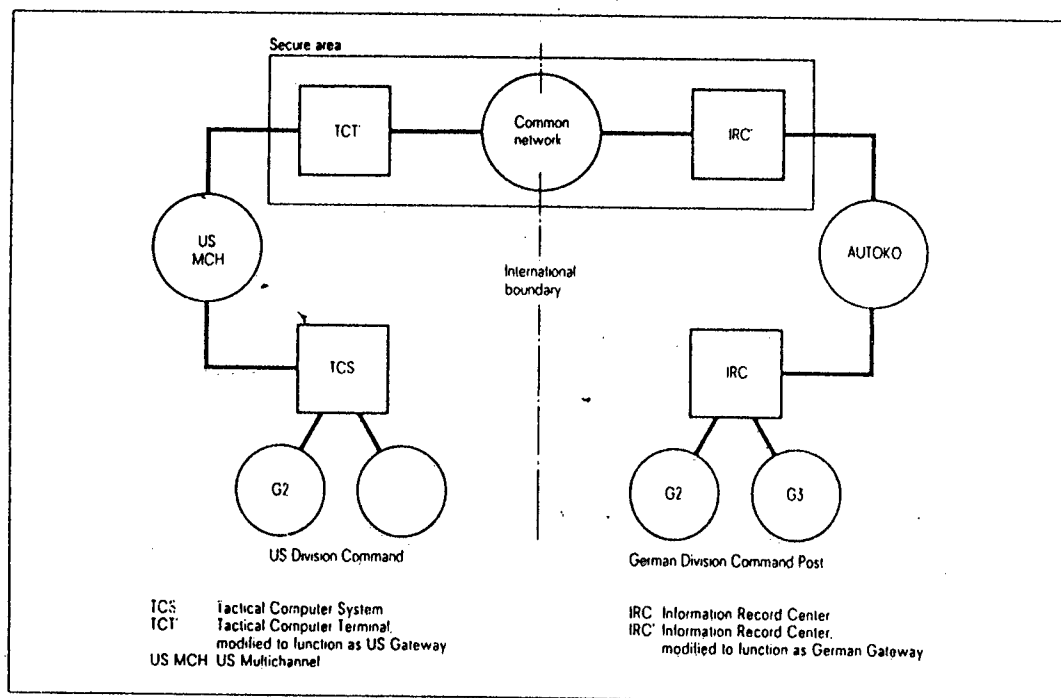 Secure area
TCT'
Common
network
IRC'
US
MCH
AUTOKO
International
boundary
TCS
IRC
G2
G2
G3
US Division Command
German Division Command Post
TCS Tactical Computer System
TCT' Tactical Computer Terminal,
modified to function as US Gateway
US MCH US Multichannel
IRC Information Record Center
IRC' Information Record Center,
modified to function as German Gateway